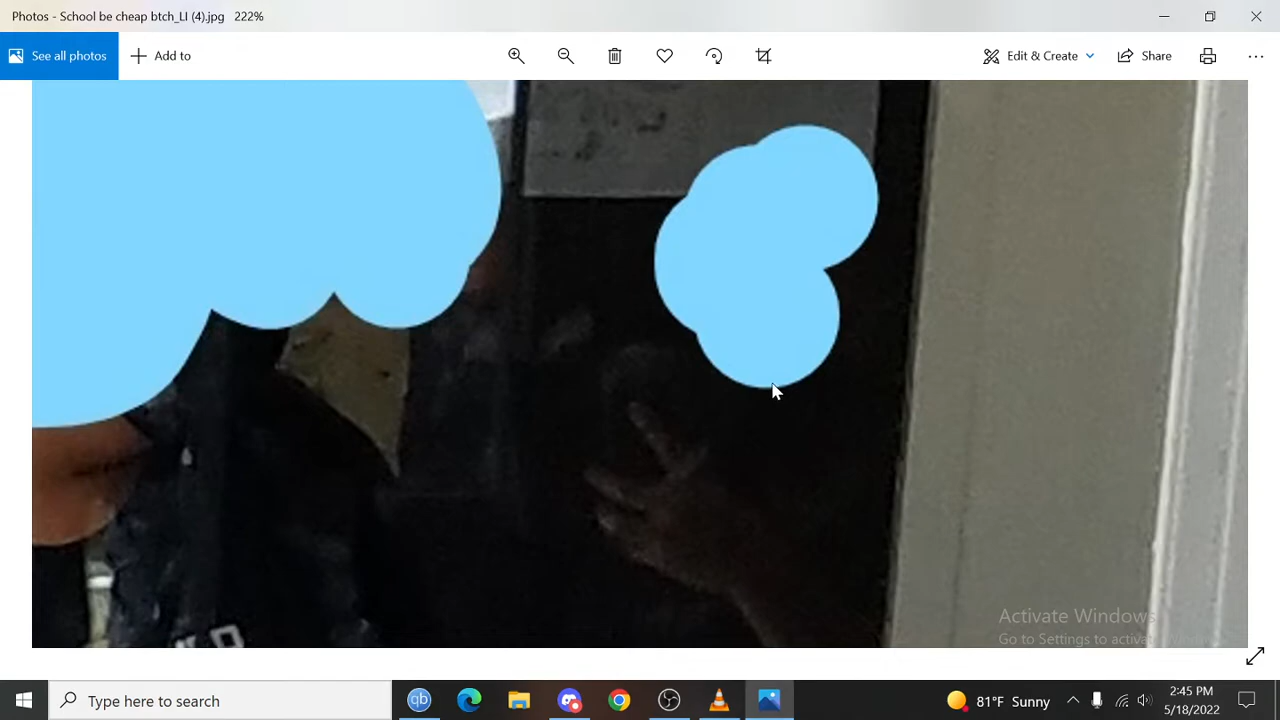 Photos - School be cheap btch_LI (4).jpg   222%
See all photos
Add to
Edit & Create
Share
Activate Windows
Go to Settings to activate
Type here to search
qb
81°F Sunny
2:45 PM
5/18/2022